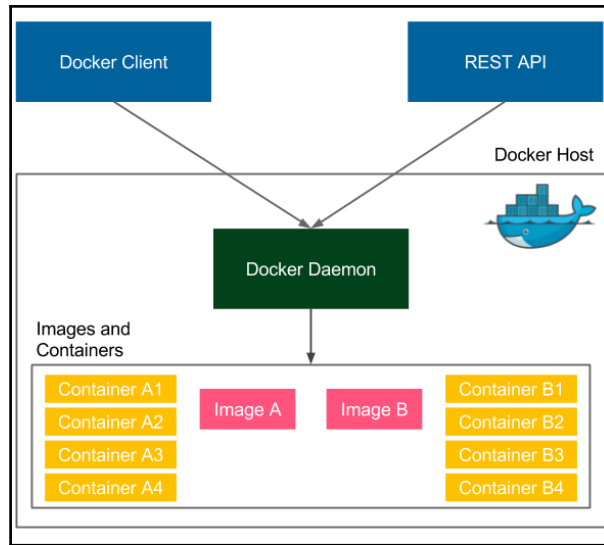 Docker Client
REST API
Docker Host
Docker Daemon
Images and
Containers
Container A1
Container A2
Container A3
Container A4
Image A
Image B
Container B1
Container B2
Container B3
Container B4